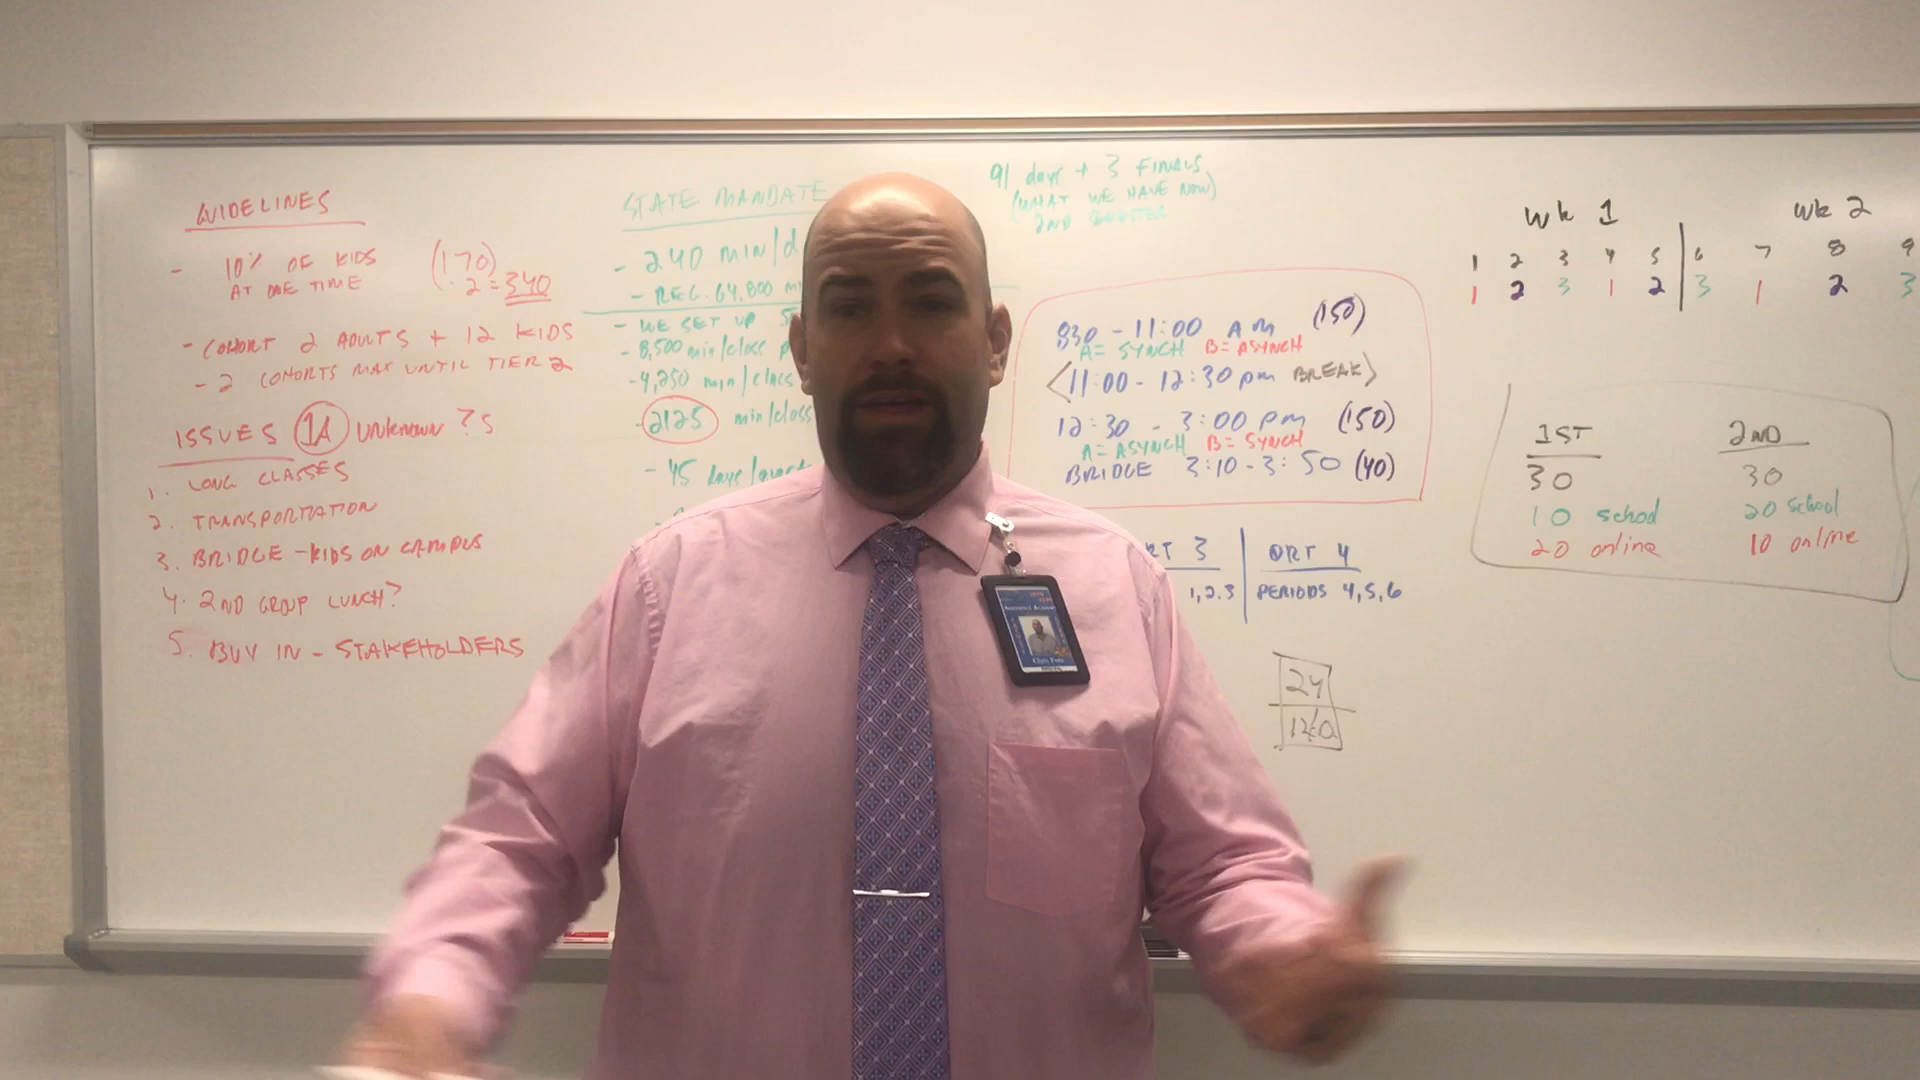 GUIDELINES
- 10% OF KIDS
AT ONE TIME
(170)
· 2 = 340
- COHORT 2 ADULTS + 12 KIDS
- 2 COHORTS MAX UNTIL TIER 2
ISSUES 1A UNKNOWN ?S
1. LONG CLASSES
2. TRANSPORTATION
3. BRIDGE - KIDS ON CAMPUS
4. 2ND GROUP LUNCH?
5. BUY IN - STAKEHOLDERS
STATE MANDATE
- 240 min/d
- REG. 64,800 m
- WE SET UP
- 8,500 min/class p
- 4,250 min/class
- 2125 min/class
- 45 days/quart
91 days + 3 FINALS
(WHAT WE HAVE NOW)
2ND
830 - 11:00 AM (150)
A = SYNCH B = ASYNCH
<11:00 - 12:30 pm BREAK>
12:30 - 3:00 pm (150)
A = ASYNCH B = SYNCH
BRIDGE 3:10 - 3:50 (40)
RT 3 QRT 4
1,2,3 PERIODS 4,5,6
24
Chris
WK 1 WK 2
1 2 3 4 5 6 7 8 9
1 2 3 1 2 3 1 2 3
1ST 2ND
30 30
10 school 20 school
20 online 10 online